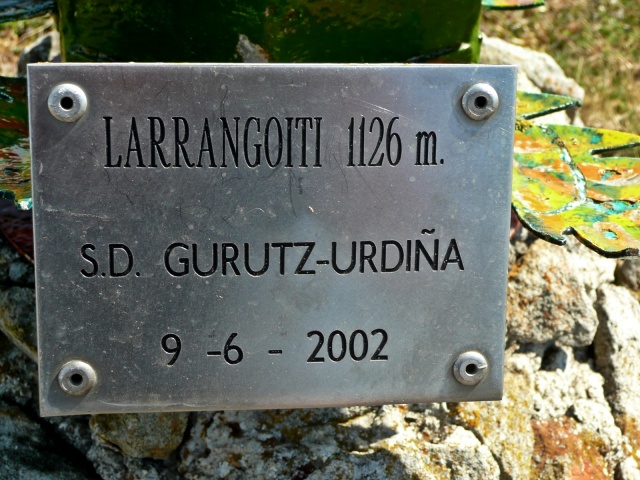 LARRANGOITI 1126 m.
S.D. GURUTZ-URDIÑA
9 -6 - 2002